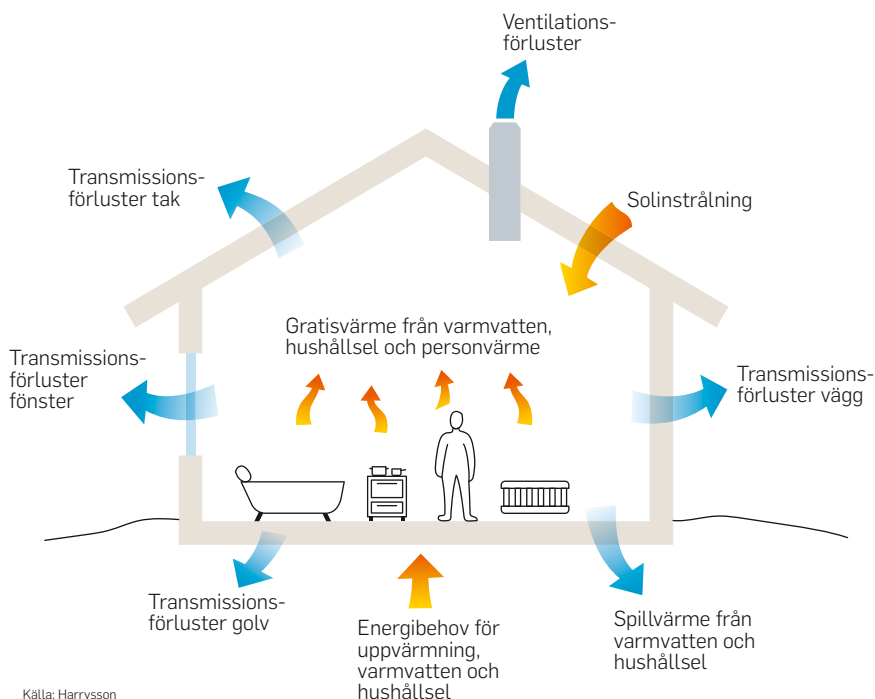 Ventilations-
förluster
Transmissions-
förluster tak
Solinstrålning
Gratisvärme från varmvatten,
hushållsel och personvärme
Transmissions-
förluster
fönster
Transmissions-
förluster vägg
Transmissions-
förluster golv
Energibehov för
uppvärmning,
varmvatten och
hushållsel
Spillvärme från
varmvatten och
hushållsel
Källa: Harrysson